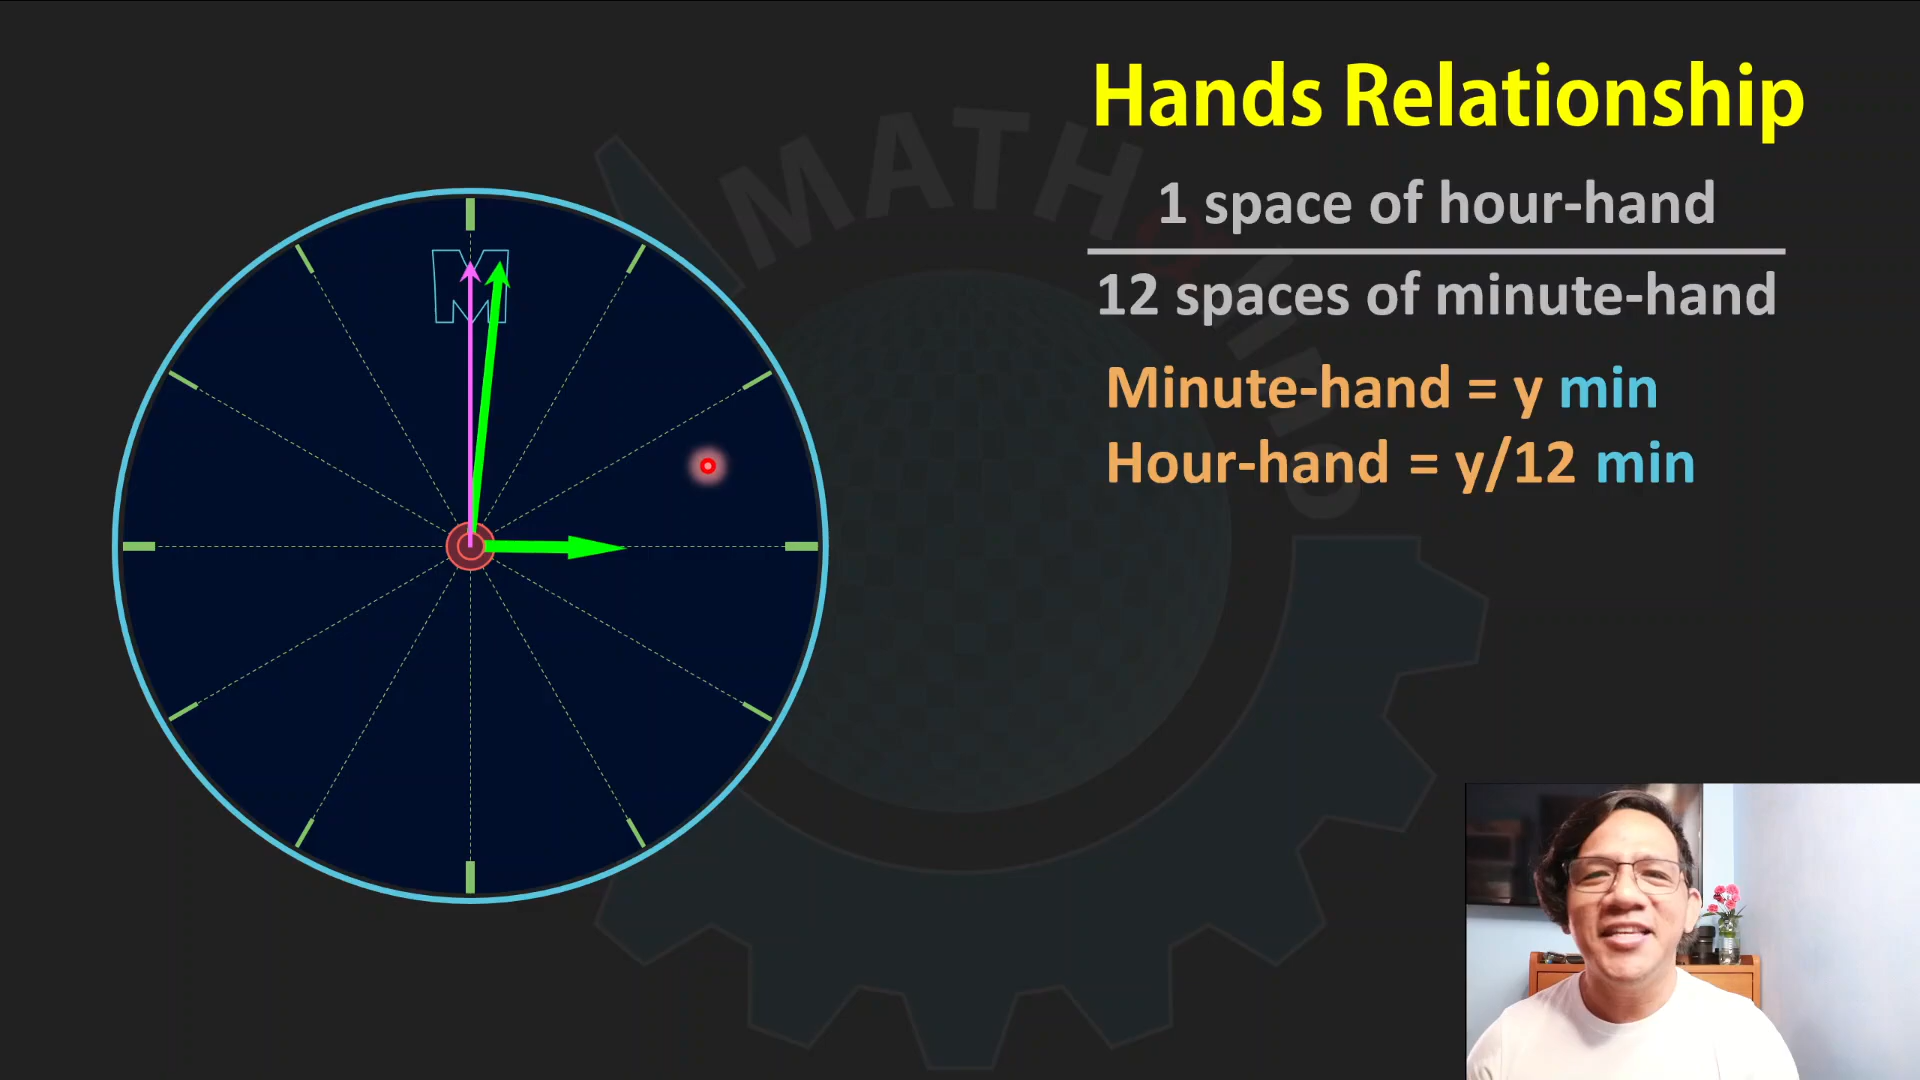 Hands Relationship
1 space of hour-hand
12 spaces of minute-hand
Minute-hand = y min
Hour-hand = y/12 min
M
MATH